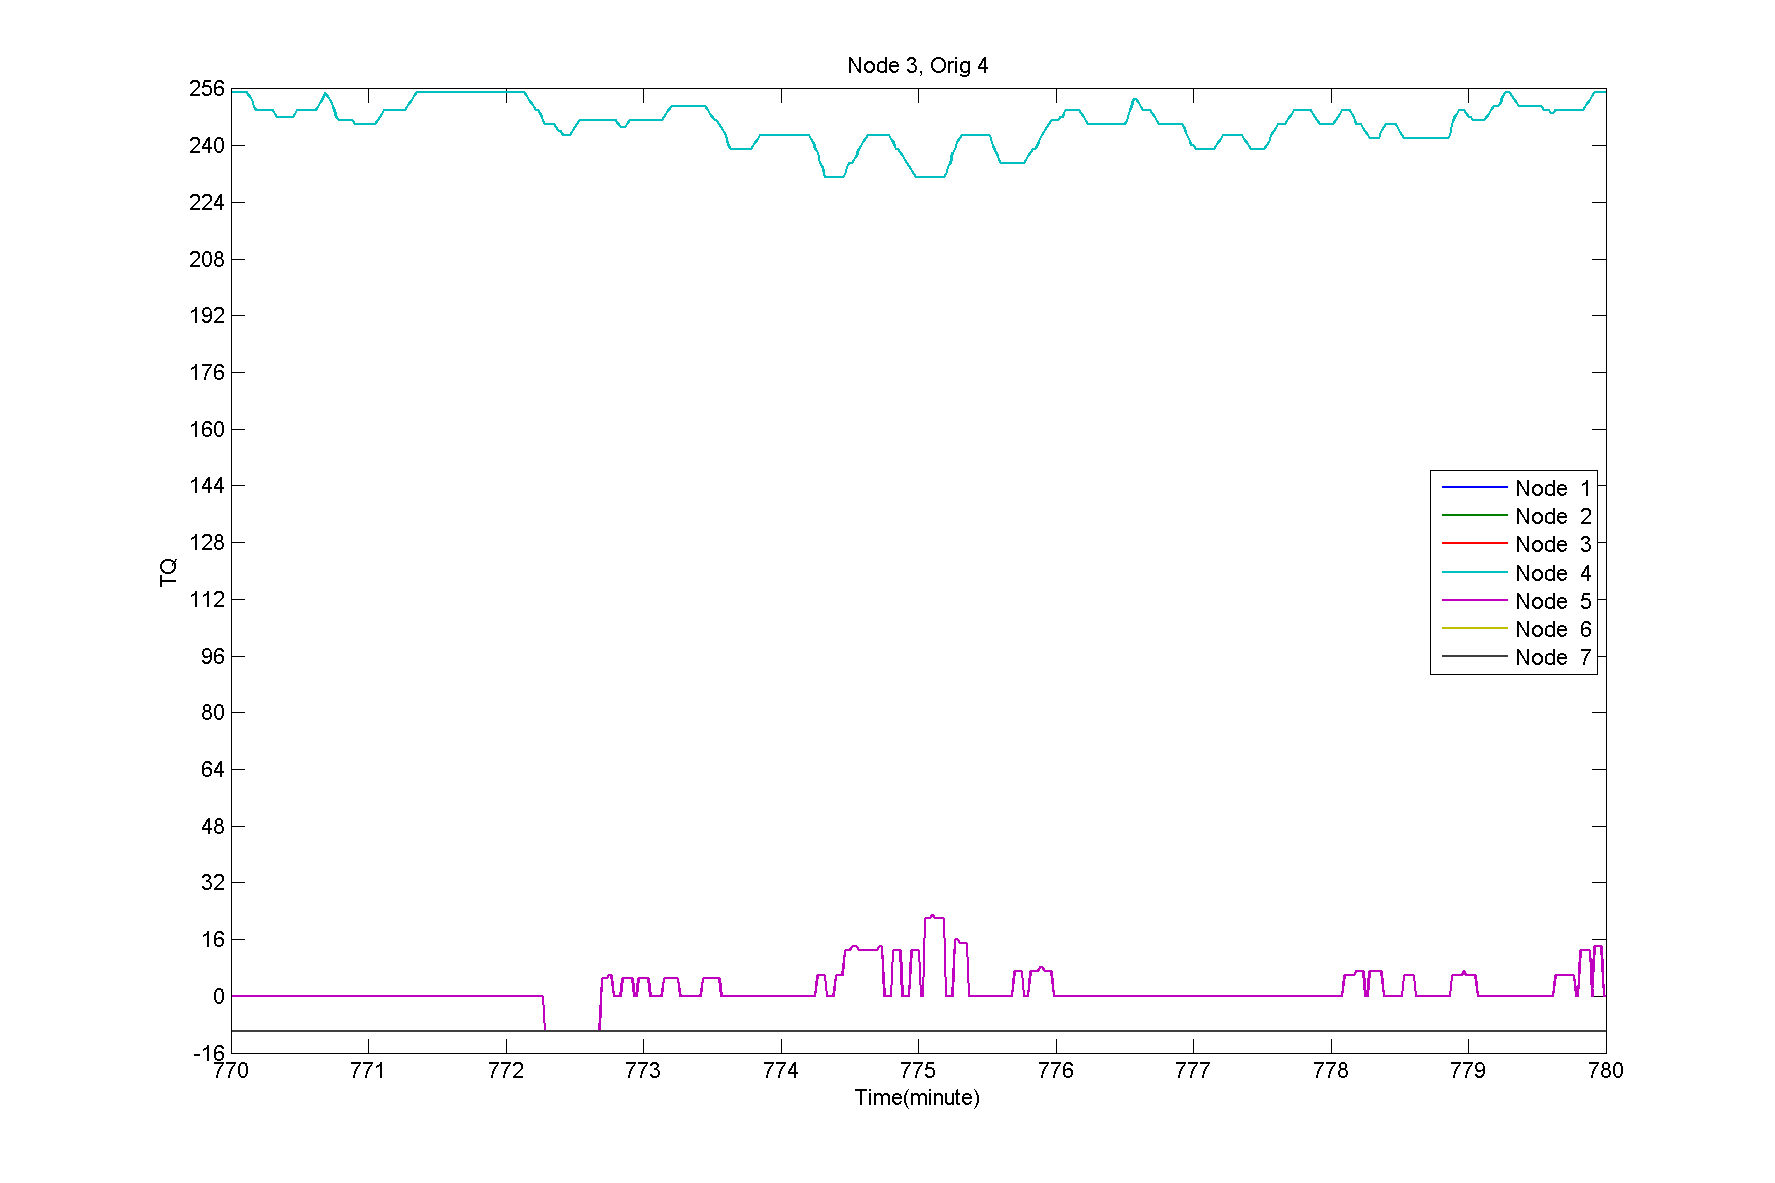 Node 3, Orig 4
256
240
224
208
192
176
160
144
128
112
96
80
64
48
32
16
0
-16
TQ
Node 1
Node 2
Node 3
Node 4
Node 5
Node 6
Node 7
770 771 772 773 774 775 776 777 778 779 780
Time(minute)